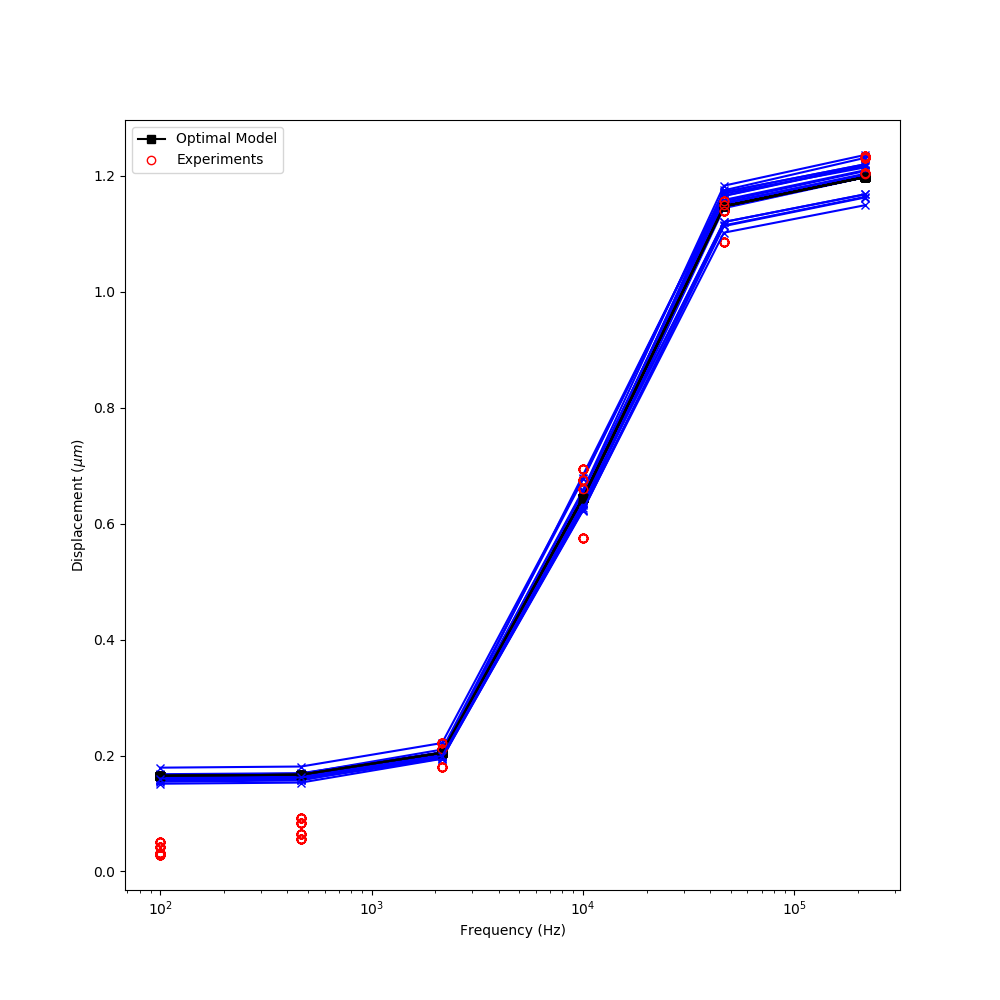 Optimal Model
Experiments
1.2
1.0
0.8
0.6
0.4
0.2
0.0
Displacement (μm)
10²
10³
10⁴
10⁵
Frequency (Hz)